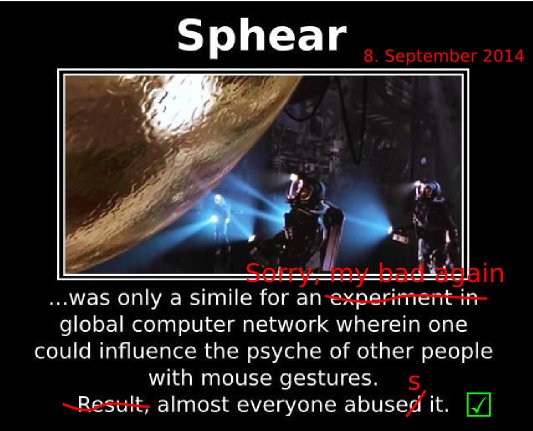 Sphear
8. September 2014
Sorry, my bad again
...was only a simile for an experiment in
global computer network wherein one
could influence the psyche of other people
with mouse gestures.
s
Result, almost everyone abused it. ☑